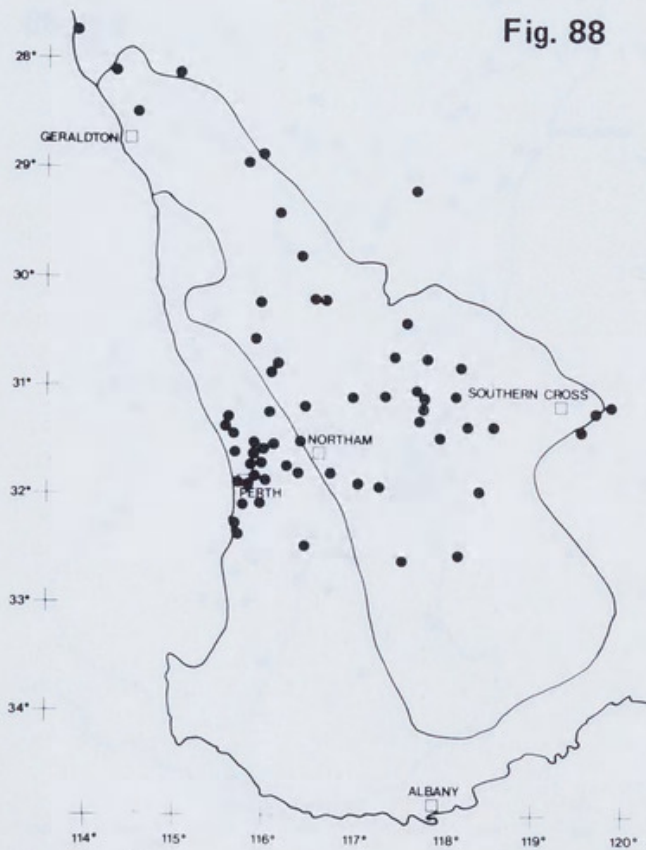 Fig. 88
28°
GERALDTON
29°
30°
31°
SOUTHERN CROSS
NORTHAM
32°
PERTH
33°
34°
ALBANY
114° 115° 116° 117° 118° 119° 120°